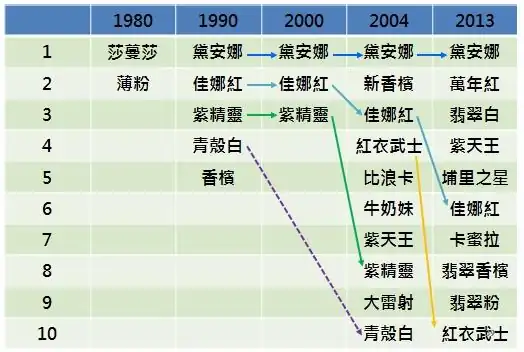 1980 1990 2000 2004 2013
1 莎蔓莎 黛安娜 黛安娜 黛安娜 黛安娜
2 薄粉 佳娜紅 佳娜紅 新香檳 萬年紅
3 紫精靈 紫精靈 佳娜紅 翡翠白
4 青殼白 紅衣武士 紫天王
5 香檳 比浪卡 埔里之星
6 牛奶妹 佳娜紅
7 紫天王 卡蜜拉
8 紫精靈 翡翠香檳
9 大雷射 翡翠粉
10 青殼白 紅衣武士